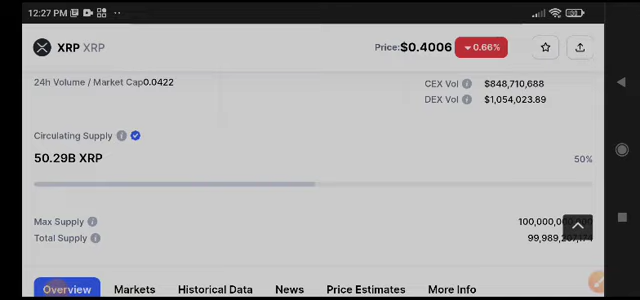 12:27 PM
XRP XRP
Price: $0.4006 0.66%
24h Volume / Market Cap 0.0422
CEX Vol $848,710,688
DEX Vol $1,054,023.89
Circulating Supply
50.29B XRP
50%
Max Supply
Total Supply
Overview Markets Historical Data News Price Estimates More Info